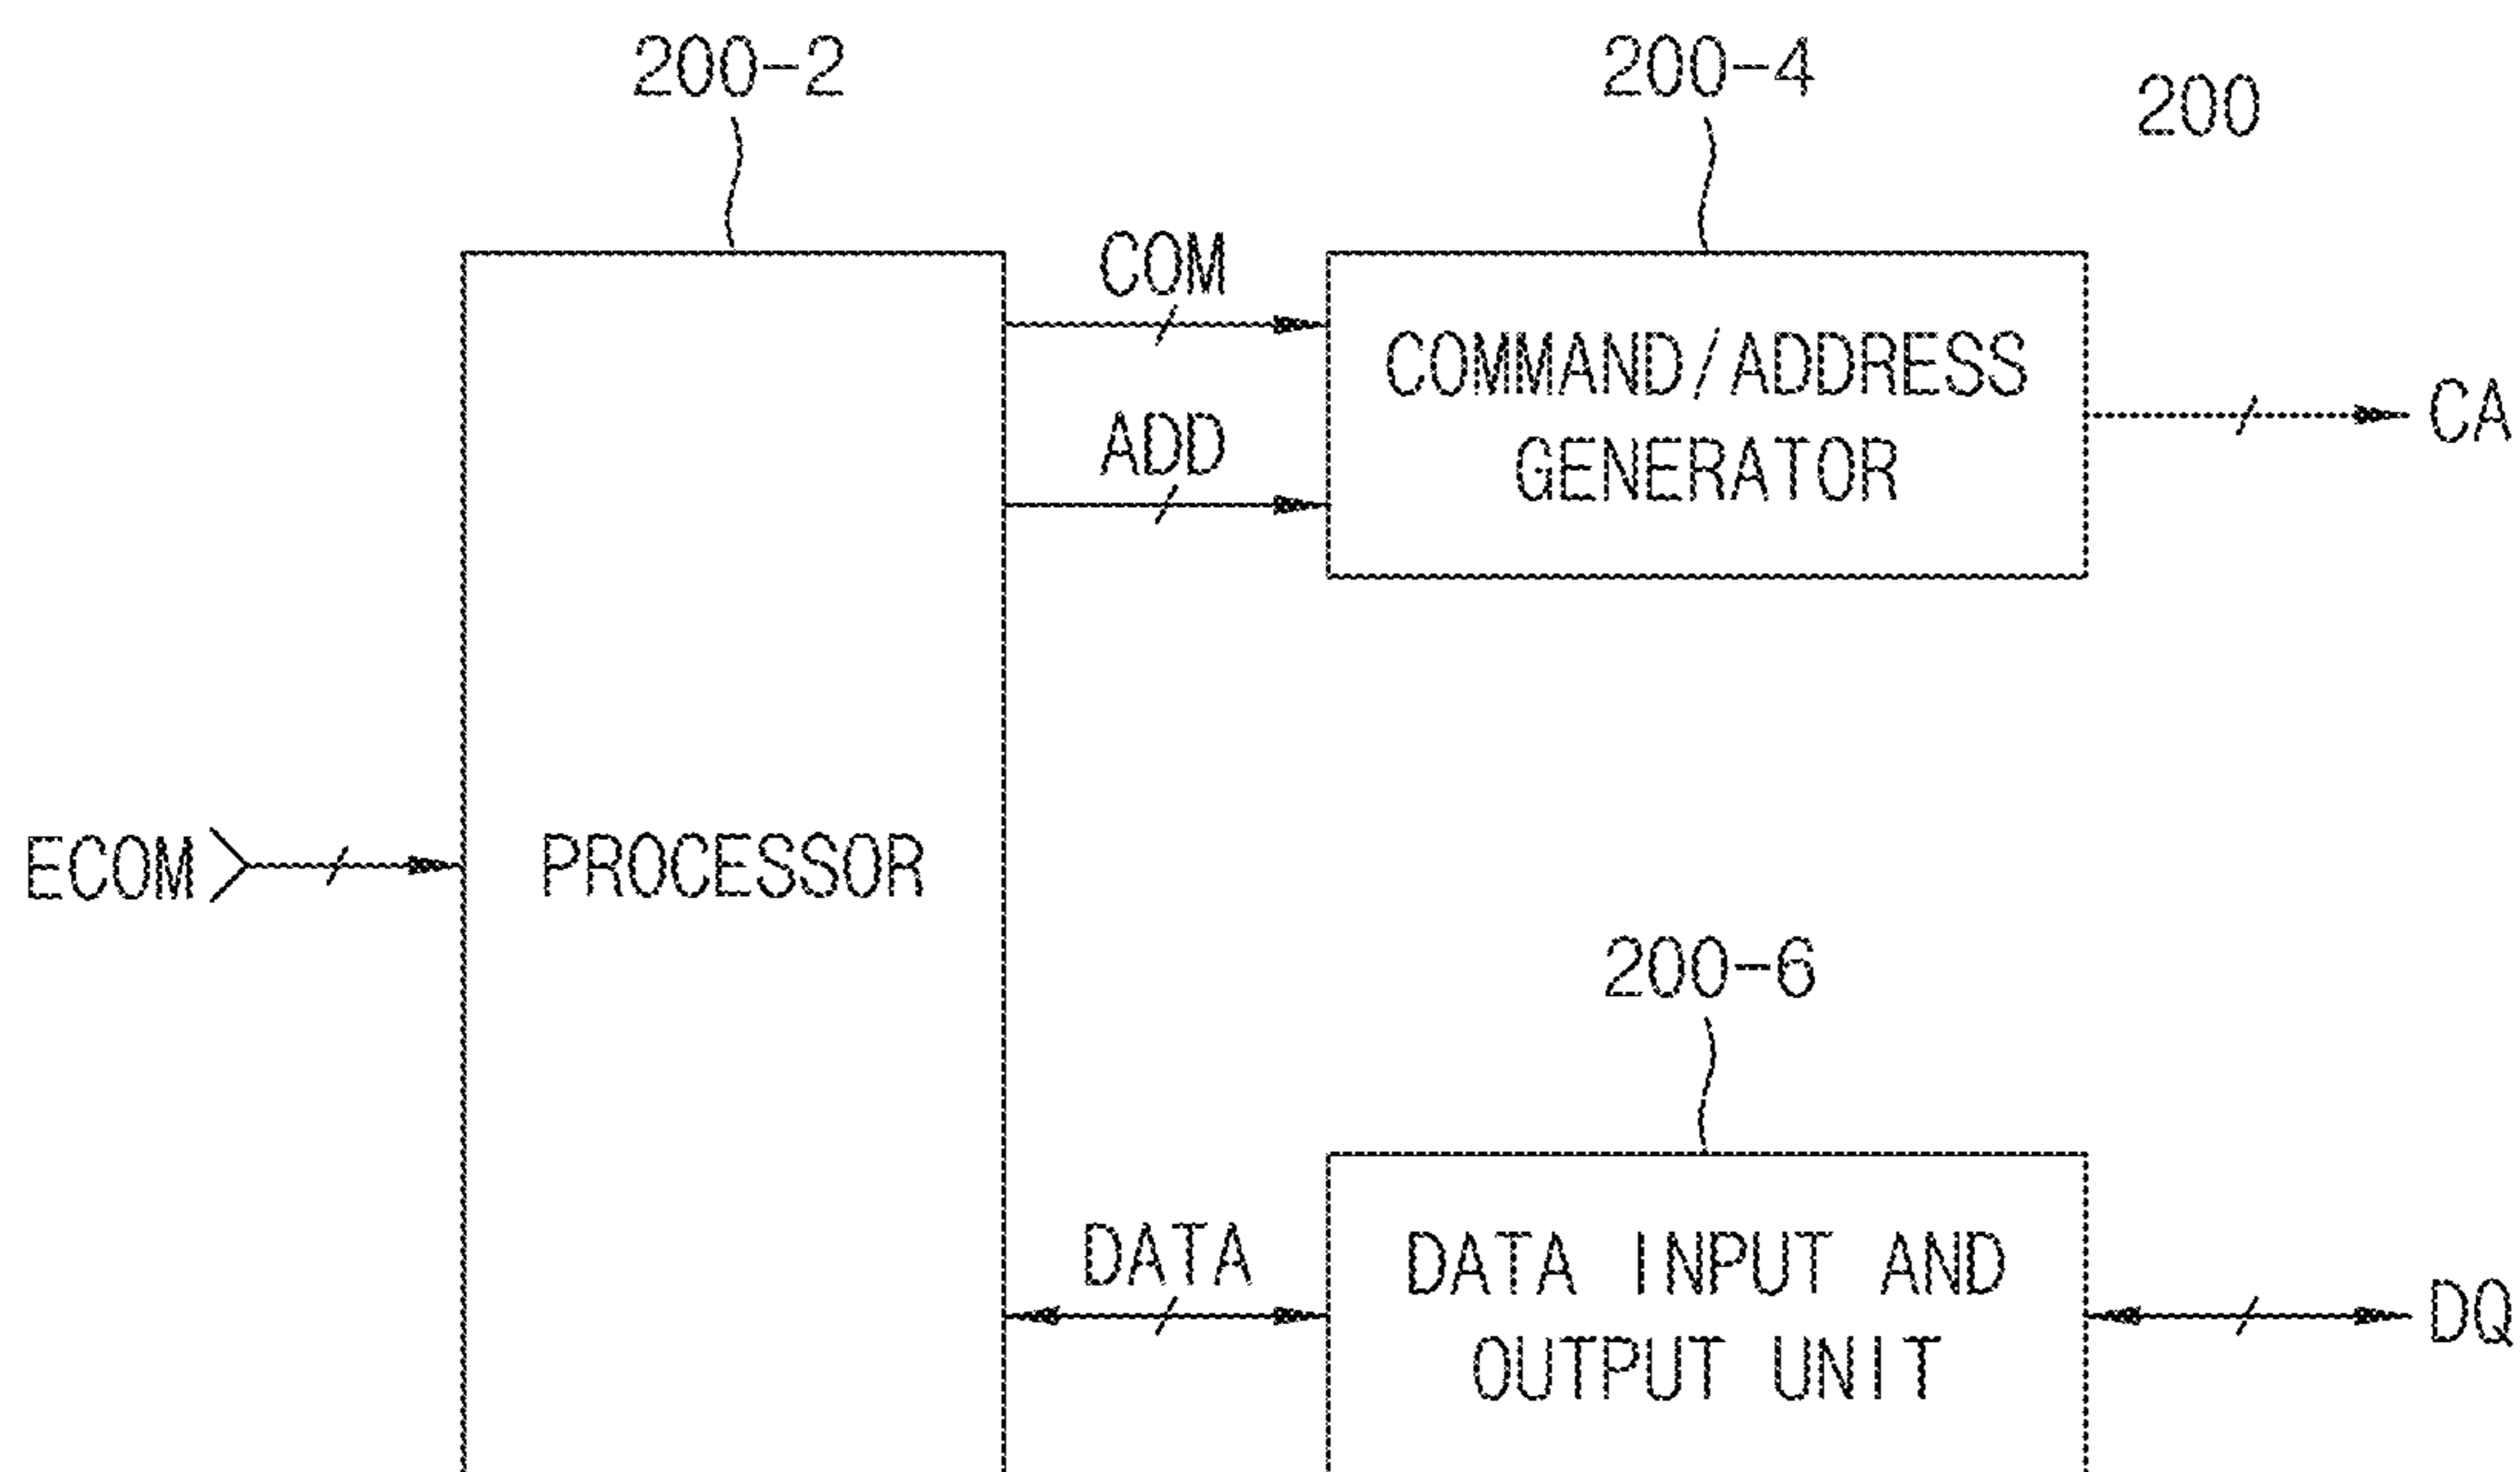 200-2
200-4
200
COM
COMMAND/ADDRESS
GENERATOR
CA
ADD
ECOM
PROCESSOR
200-6
DATA
DATA INPUT AND
OUTPUT UNIT
DQ